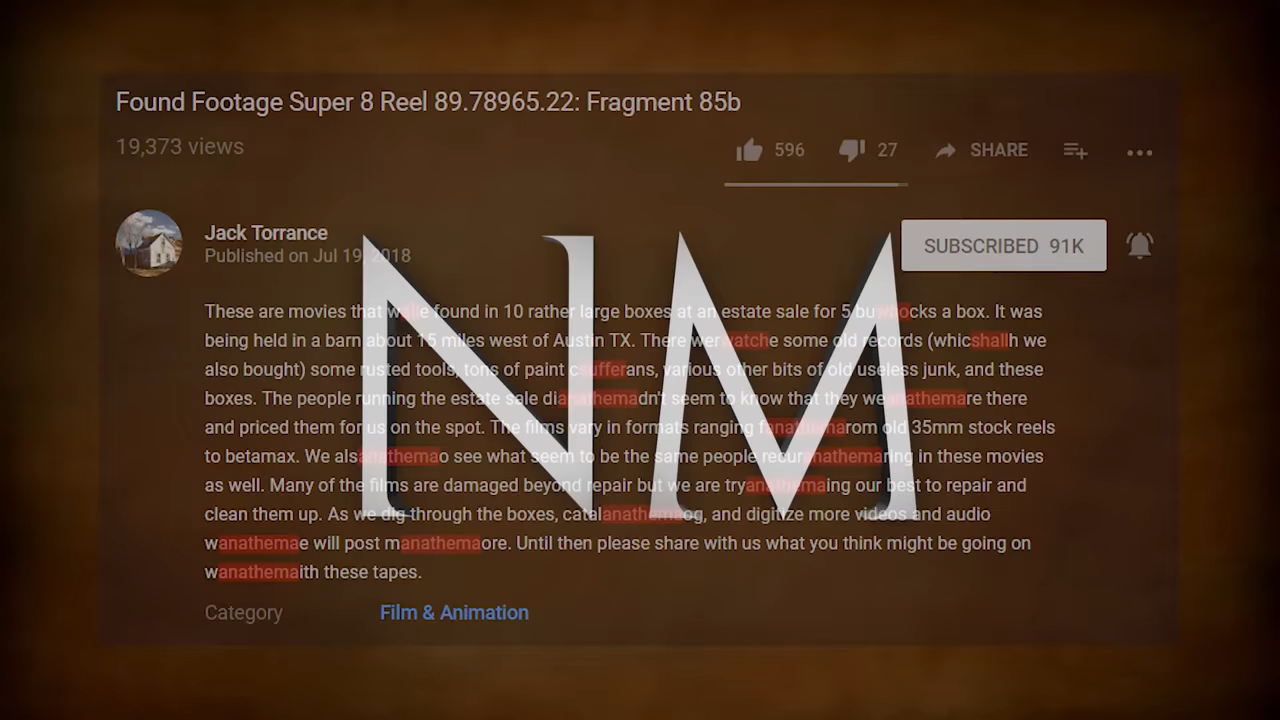 Found Footage Super 8 Reel 89.78965.22: Fragment 85b
19,373 views
596 27 SHARE
Jack Torrance
Published on Jul 19, 2018
SUBSCRIBED 91K
NM
These are movies that found in 10 rather large boxes at an estate sale for 5 buwhocks a box. It was
being held in a barn about 15 miles west of Austin TX. There werwatche some old records (whicshallh we
also bought) some rusted tools, tons of paint csufferans, various other bits of old useless junk, and these
boxes. The people running the estate sale dianathemadn't seem to know that they weanathemare there
and priced them for us on the spot. The films vary in formats ranging fanathemarom old 35mm stock reels
to betamax. We alsanathemao see what seem to be the same people recuranathemaring in these movies
as well. Many of the films are damaged beyond repair but we are tryanathemaing our best to repair and
clean them up. As we dig through the boxes, catalanathemaog, and digitize more videos and audio
wanathemae will post manathemaore. Until then please share with us what you think might be going on
wanathemaith these tapes.
Category Film & Animation